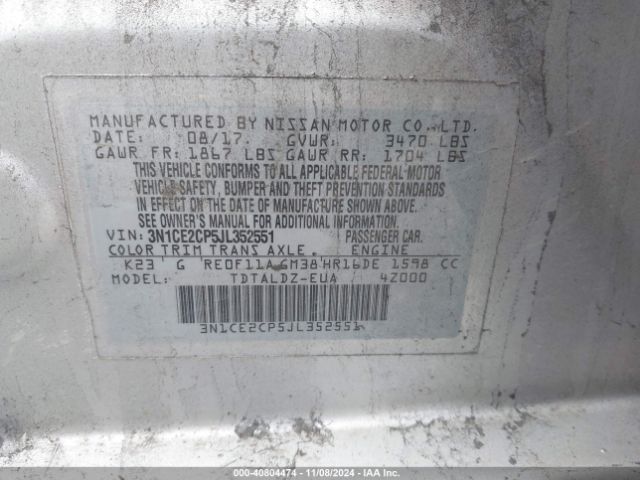 MANUFACTURED BY NISSAN MOTOR CO., LTD.
DATE: 08/17. GVWR: 3470 LBS
GAWR FR: 1867 LBS GAWR RR: 1704 LBS
THIS VEHICLE CONFORMS TO ALL APPLICABLE FEDERAL MOTOR
VEHICLE SAFETY, BUMPER AND THEFT PREVENTION STANDARDS
IN EFFECT ON THE DATE OF MANUFACTURE SHOWN ABOVE.
SEE OWNER'S MANUAL FOR ADDITIONAL INFORMATION.
VIN: 3N1CE2CP5JL352551 PASSENGER CAR.
COLOR TRIM TRANS AXLE. ENGINE
K23 G RE0F11A GM38 HR16DE 1598 CC
MODEL TDTALDZ-EUA 4Z000
3N1CE2CP5JL352551
000-40804474 - 11/08/2024 - IAA Inc.